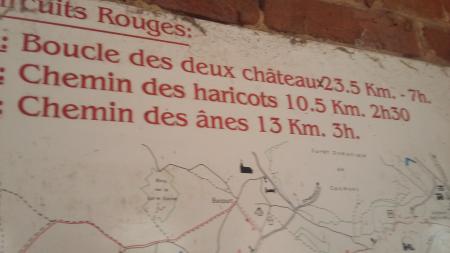 Circuits Rouges:
: Boucle des deux châteaux 23.5 Km. - 7h.
: Chemin des haricots 10.5 Km. 2h30
: Chemin des ânes 13 Km. 3h.